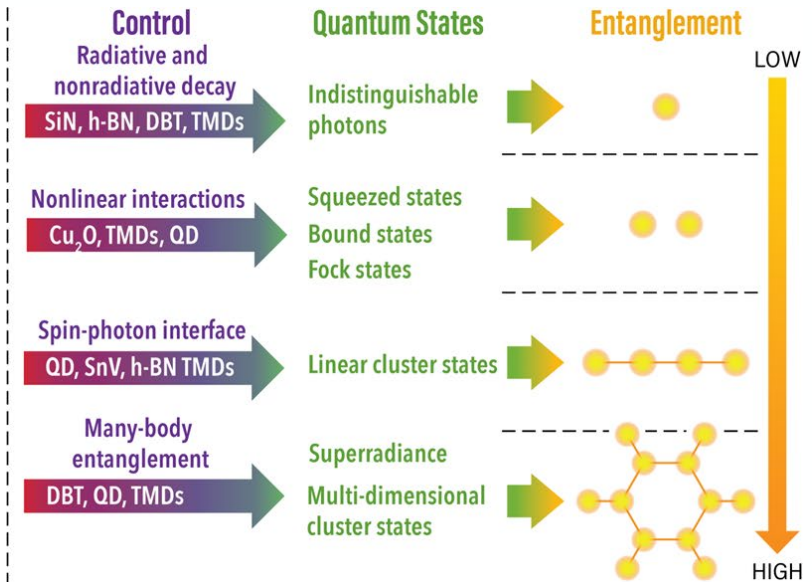 Control
Quantum States
Entanglement
LOW
Radiative and
nonradiative decay
SiN, h-BN, DBT, TMDs
Indistinguishable
photons
Nonlinear interactions
Cu₂O, TMDs, QD
Squeezed states
Bound states
Fock states
Spin-photon interface
QD, SnV, h-BN TMDs
Linear cluster states
Many-body
entanglement
DBT, QD, TMDs
Superradiance
Multi-dimensional
cluster states
HIGH